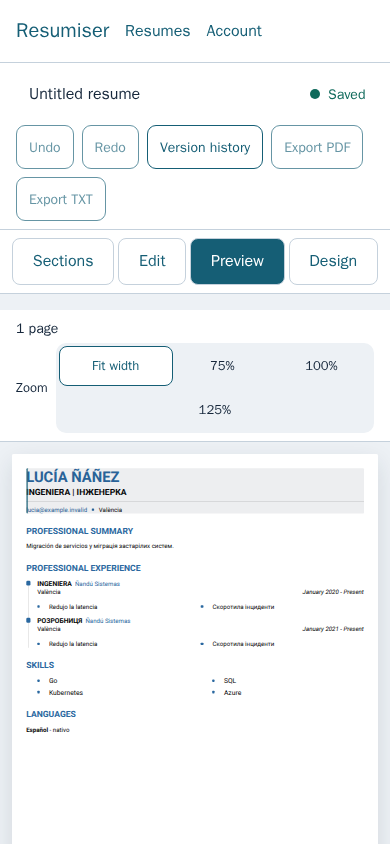 Resumiser Resumes Account
Untitled resume Saved
Undo Redo Version history Export PDF
Export TXT
Sections Edit Preview Design
1 page
Zoom
Fit width 75% 100%
125%
LUCÍA ÑÁÑEZ
INGENIERA | ІНЖЕНЕРКА
lucia@example.invalid • València
PROFESSIONAL SUMMARY
Migración de servicios y міграція застарілих систем.
PROFESSIONAL EXPERIENCE
INGENIERA Ñandú Sistemas
València January 2020 - Present
• Redujo la latencia • Скоротила інциденти
РОЗРОБНИЦЯ Ñandú Sistemas
València January 2021 - Present
• Redujo la latencia • Скоротила інциденти
SKILLS
• Go • SQL
• Kubernetes • Azure
LANGUAGES
Español - nativo